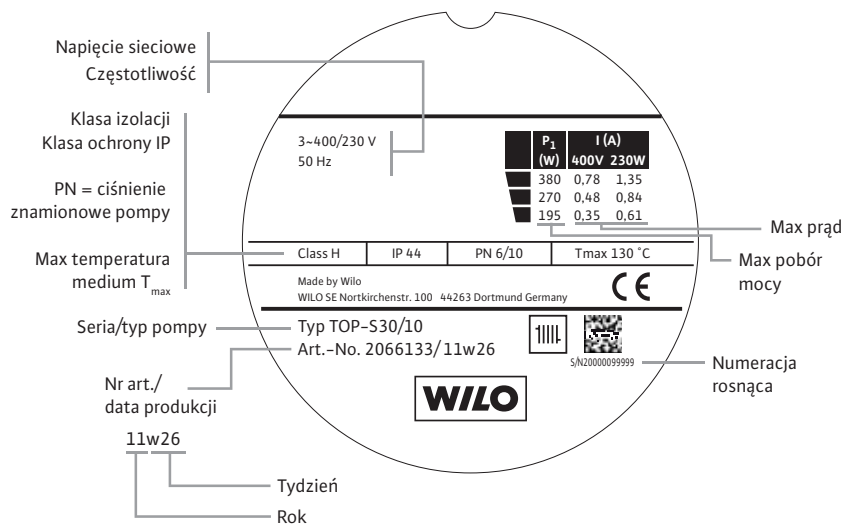 Napięcie sieciowe
Częstotliwość
Klasa izolacji
Klasa ochrony IP
PN = ciśnienie
znamionowe pompy
Max temperatura
medium Tmax
Seria/typ pompy
Nr art./
data produkcji
11w26
Tydzień
Rok
3~400/230 V
50 Hz
P1 I (A)
(W) 400V 230W
380 0,78 1,35
270 0,48 0,84
195 0,35 0,61
Max prąd
Max pobór
mocy
Class H IP 44 PN 6/10 Tmax 130 °C
Made by Wilo
WILO SE Nortkirchenstr. 100 44263 Dortmund Germany
CE
Typ TOP-S30/10
Art.-No. 2066133/11w26
S/N20000099999
Numeracja
rosnąca
WILO